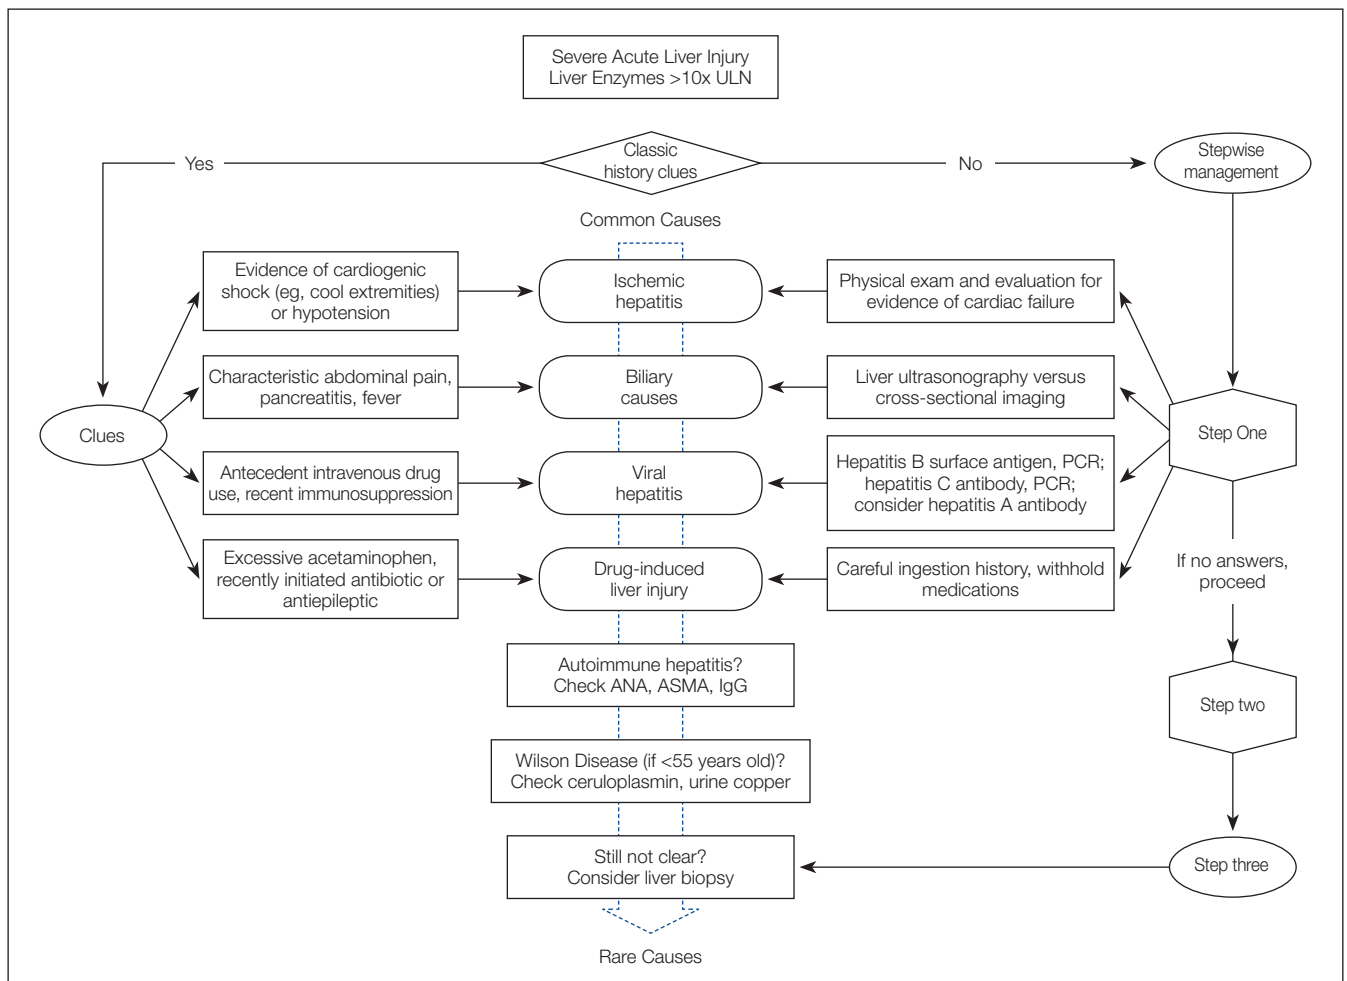 Severe Acute Liver Injury
Liver Enzymes >10x ULN
Yes
Classic
history clues
No
Stepwise
management
Common Causes
Evidence of cardiogenic
shock (eg, cool extremities)
or hypotension
Ischemic
hepatitis
Physical exam and evaluation for
evidence of cardiac failure
Characteristic abdominal pain,
pancreatitis, fever
Biliary
causes
Liver ultrasonography versus
cross-sectional imaging
Clues
Step One
Antecedent intravenous drug
use, recent immunosuppression
Viral
hepatitis
Hepatitis B surface antigen, PCR;
hepatitis C antibody, PCR;
consider hepatitis A antibody
Excessive acetaminophen,
recently initiated antibiotic or
antiepileptic
Drug-induced
liver injury
Careful ingestion history, withhold
medications
If no answers,
proceed
Autoimmune hepatitis?
Check ANA, ASMA, IgG
Step two
Wilson Disease (if <55 years old)?
Check ceruloplasmin, urine copper
Still not clear?
Consider liver biopsy
Step three
Rare Causes